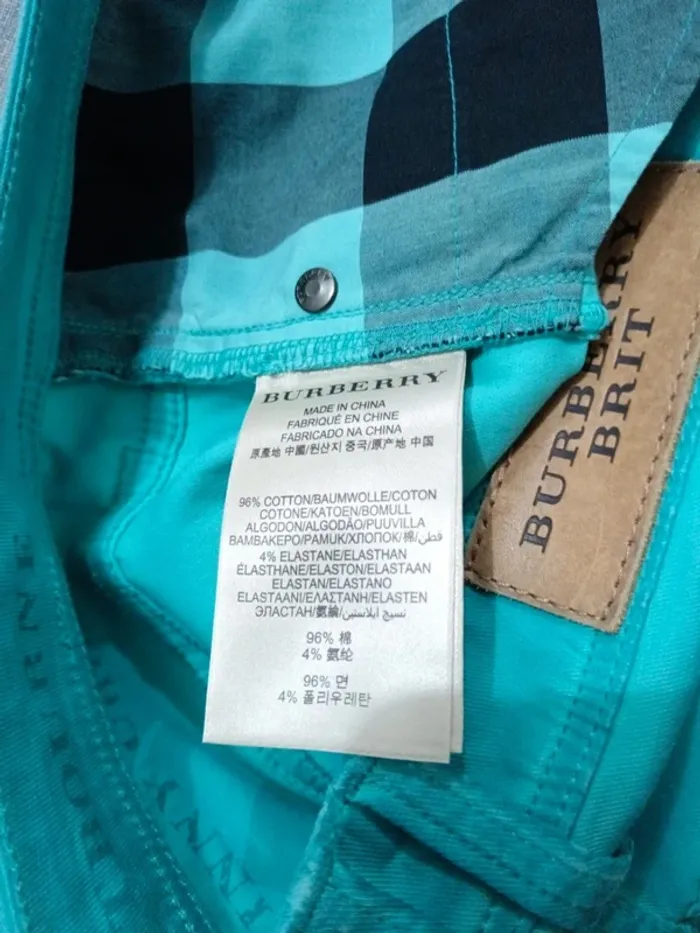 BURBERRY
MADE IN CHINA
FABRIQUÉ EN CHINE
FABRICADO NA CHINA
原產地 中國/원산지 중국/原产地 中国
96% COTTON/BAUMWOLLE/COTON
COTONE/KATOEN/BOMULL
ALGODON/ALGODÃO/PUUVILLA
BAMBAKEPO/PAMUK/ХЛОПОК/棉/قطن
4% ELASTANE/ELASTHAN
ÉLASTHANE/ELASTON/ELASTAAN
ELASTAN/ELASTANO
ELASTAANI/ΕΛΑΣΤΑΝΗ/ELASTEN
ЭЛАСТАН/氨綸/نسيج ايلاستين
96% 棉
4% 氨纶
96% 면
4% 폴리우레탄
BURBERRY
BRIT